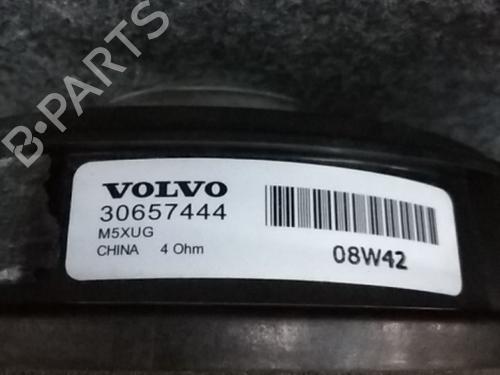 B·PARTS
VOLVO
30657444
M5XUG
CHINA 4 Ohm
08W42